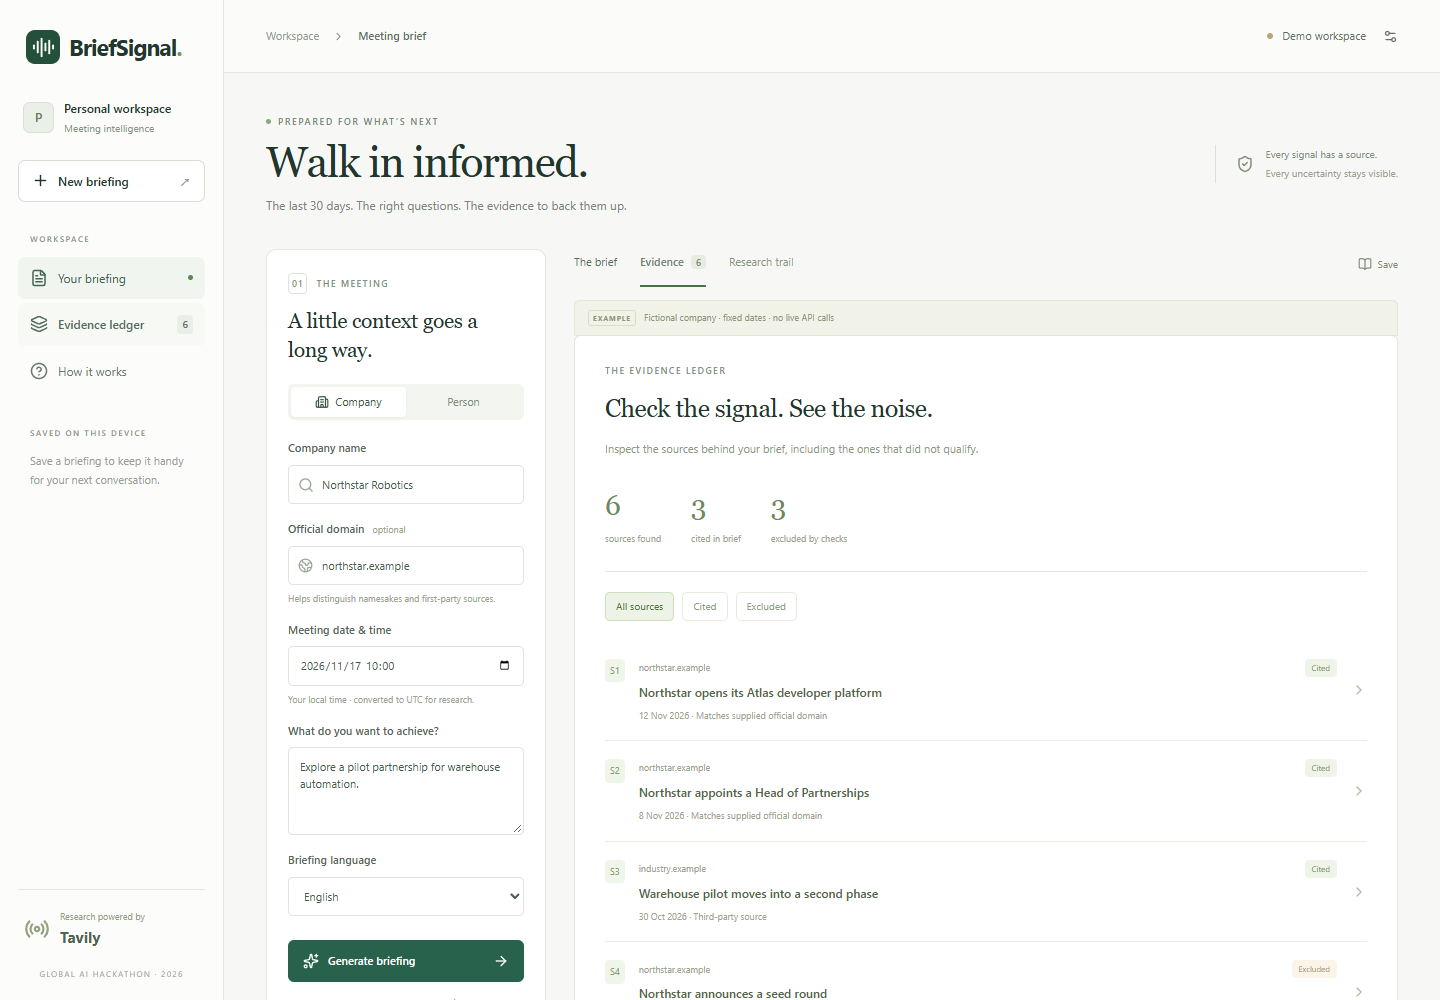 BriefSignal.
P
Personal workspace
Meeting intelligence
New briefing
WORKSPACE
Your briefing
Evidence ledger 6
How it works
SAVED ON THIS DEVICE
Save a briefing to keep it handy
for your next conversation.
Research powered by
Tavily
GLOBAL AI HACKATHON · 2026
Workspace > Meeting brief
Demo workspace
PREPARED FOR WHAT'S NEXT
Walk in informed.
The last 30 days. The right questions. The evidence to back them up.
Every signal has a source.
Every uncertainty stays visible.
01 THE MEETING
A little context goes a
long way.
Company Person
Company name
Northstar Robotics
Official domain optional
northstar.example
Helps distinguish namesakes and first-party sources.
Meeting date & time
2026/11/17 10:00
Your local time · converted to UTC for research.
What do you want to achieve?
Explore a pilot partnership for warehouse
automation.
Briefing language
English
Generate briefing
The brief Evidence 6 Research trail
Save
EXAMPLE Fictional company · fixed dates · no live API calls
THE EVIDENCE LEDGER
Check the signal. See the noise.
Inspect the sources behind your brief, including the ones that did not qualify.
6 3 3
sources found cited in brief excluded by checks
All sources Cited Excluded
S1 northstar.example Cited
Northstar opens its Atlas developer platform
12 Nov 2026 · Matches supplied official domain
S2 northstar.example Cited
Northstar appoints a Head of Partnerships
8 Nov 2026 · Matches supplied official domain
S3 industry.example Cited
Warehouse pilot moves into a second phase
30 Oct 2026 · Third-party source
S4 northstar.example Excluded
Northstar announces a seed round